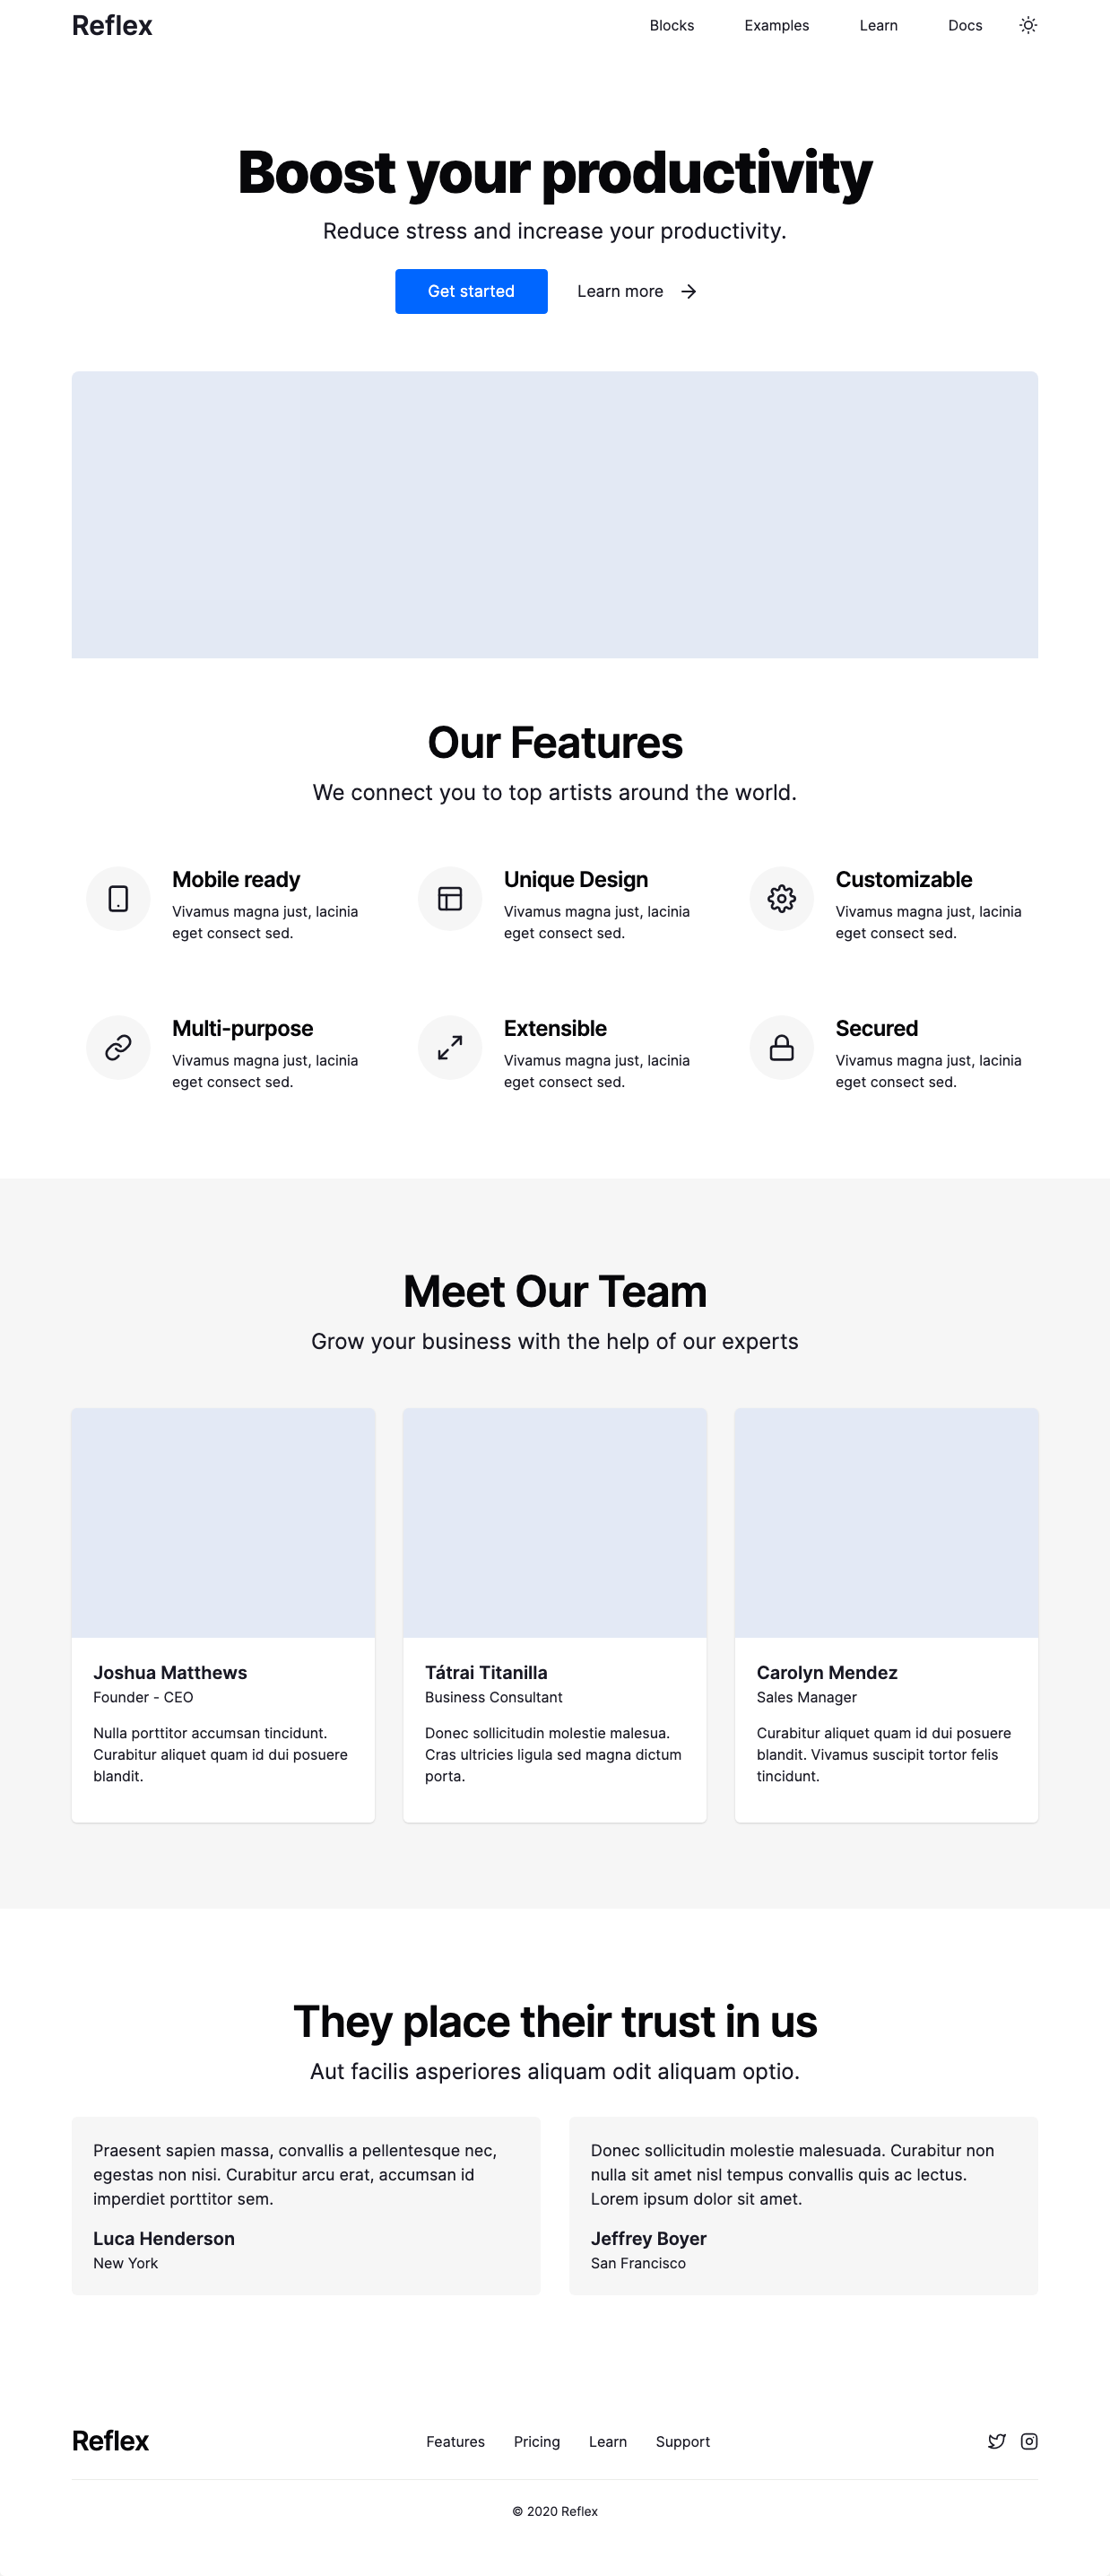 Reflex
Blocks Examples Learn Docs
Boost your productivity
Reduce stress and increase your productivity.
Get started Learn more
Our Features
We connect you to top artists around the world.
Mobile ready
Vivamus magna just, lacinia
eget consect sed.
Unique Design
Vivamus magna just, lacinia
eget consect sed.
Customizable
Vivamus magna just, lacinia
eget consect sed.
Multi-purpose
Vivamus magna just, lacinia
eget consect sed.
Extensible
Vivamus magna just, lacinia
eget consect sed.
Secured
Vivamus magna just, lacinia
eget consect sed.
Meet Our Team
Grow your business with the help of our experts
Joshua Matthews
Founder - CEO
Nulla porttitor accumsan tincidunt.
Curabitur aliquet quam id dui posuere
blandit.
Tátrai Titanilla
Business Consultant
Donec sollicitudin molestie malesua.
Cras ultricies ligula sed magna dictum
porta.
Carolyn Mendez
Sales Manager
Curabitur aliquet quam id dui posuere
blandit. Vivamus suscipit tortor felis
tincidunt.
They place their trust in us
Aut facilis asperiores aliquam odit aliquam optio.
Praesent sapien massa, convallis a pellentesque nec,
egestas non nisi. Curabitur arcu erat, accumsan id
imperdiet porttitor sem.
Luca Henderson
New York
Donec sollicitudin molestie malesuada. Curabitur non
nulla sit amet nisl tempus convallis quis ac lectus.
Lorem ipsum dolor sit amet.
Jeffrey Boyer
San Francisco
Reflex
Features Pricing Learn Support
© 2020 Reflex